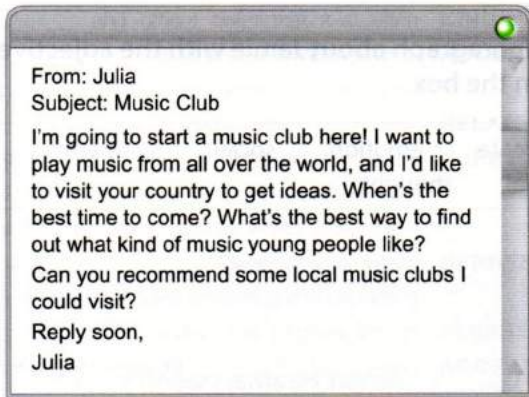 From: Julia
Subject: Music Club
I'm going to start a music club here! I want to
play music from all over the world, and I'd like
to visit your country to get ideas. When's the
best time to come? What's the best way to find
out what kind of music young people like?
Can you recommend some local music clubs I
could visit?
Reply soon,
Julia